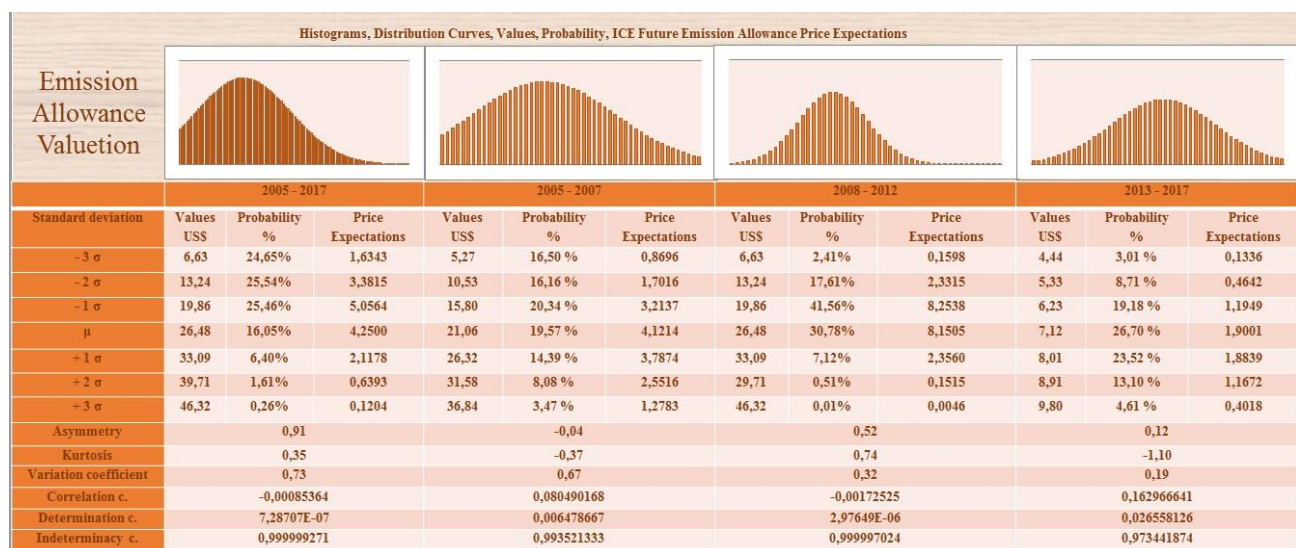 Histograms, Distribution Curves, Values, Probability, ICE Future Emission Allowance Price Expectations
Emission
Allowance
Valuetion
2005 - 2017 2005 - 2007 2008 - 2012 2013 - 2017
Standard deviation Values Probability Price Values Probability Price Values Probability Price Values Probability Price
US$ % Expectations US$ % Expectations US$ % Expectations US$ % Expectations
- 3 σ 6,63 24,65% 1,6343 5,27 16,50 % 0,8696 6,63 2,41% 0,1598 4,44 3,01 % 0,1336
- 2 σ 13,24 25,54% 3,3815 10,53 16,16 % 1,7016 13,24 17,61% 2,3315 5,33 8,71 % 0,4642
- 1 σ 19,86 25,46% 5,0564 15,80 20,34 % 3,2137 19,86 41,56% 8,2538 6,23 19,18 % 1,1949
μ 26,48 16,05% 4,2500 21,06 19,57 % 4,1214 26,48 30,78% 8,1505 7,12 26,70 % 1,9001
+ 1 σ 33,09 6,40% 2,1178 26,32 14,39 % 3,7874 33,09 7,12% 2,3560 8,01 23,52 % 1,8839
+ 2 σ 39,71 1,61% 0,6393 31,58 8,08 % 2,5516 29,71 0,51% 0,1515 8,91 13,10 % 1,1672
+ 3 σ 46,32 0,26% 0,1204 36,84 3,47 % 1,2783 46,32 0,01% 0,0046 9,80 4,61 % 0,4018
Asymmetry 0,91 -0,04 0,52 0,12
Kurtosis 0,35 -0,37 0,74 -1,10
Variation coefficient 0,73 0,67 0,32 0,19
Correlation c. -0,00085364 0,080490168 -0,00172525 0,162966641
Determination c. 7,28707E-07 0,006478667 2,97649E-06 0,026558126
Indeterminacy c. 0,999999271 0,993521333 0,999997024 0,973441874